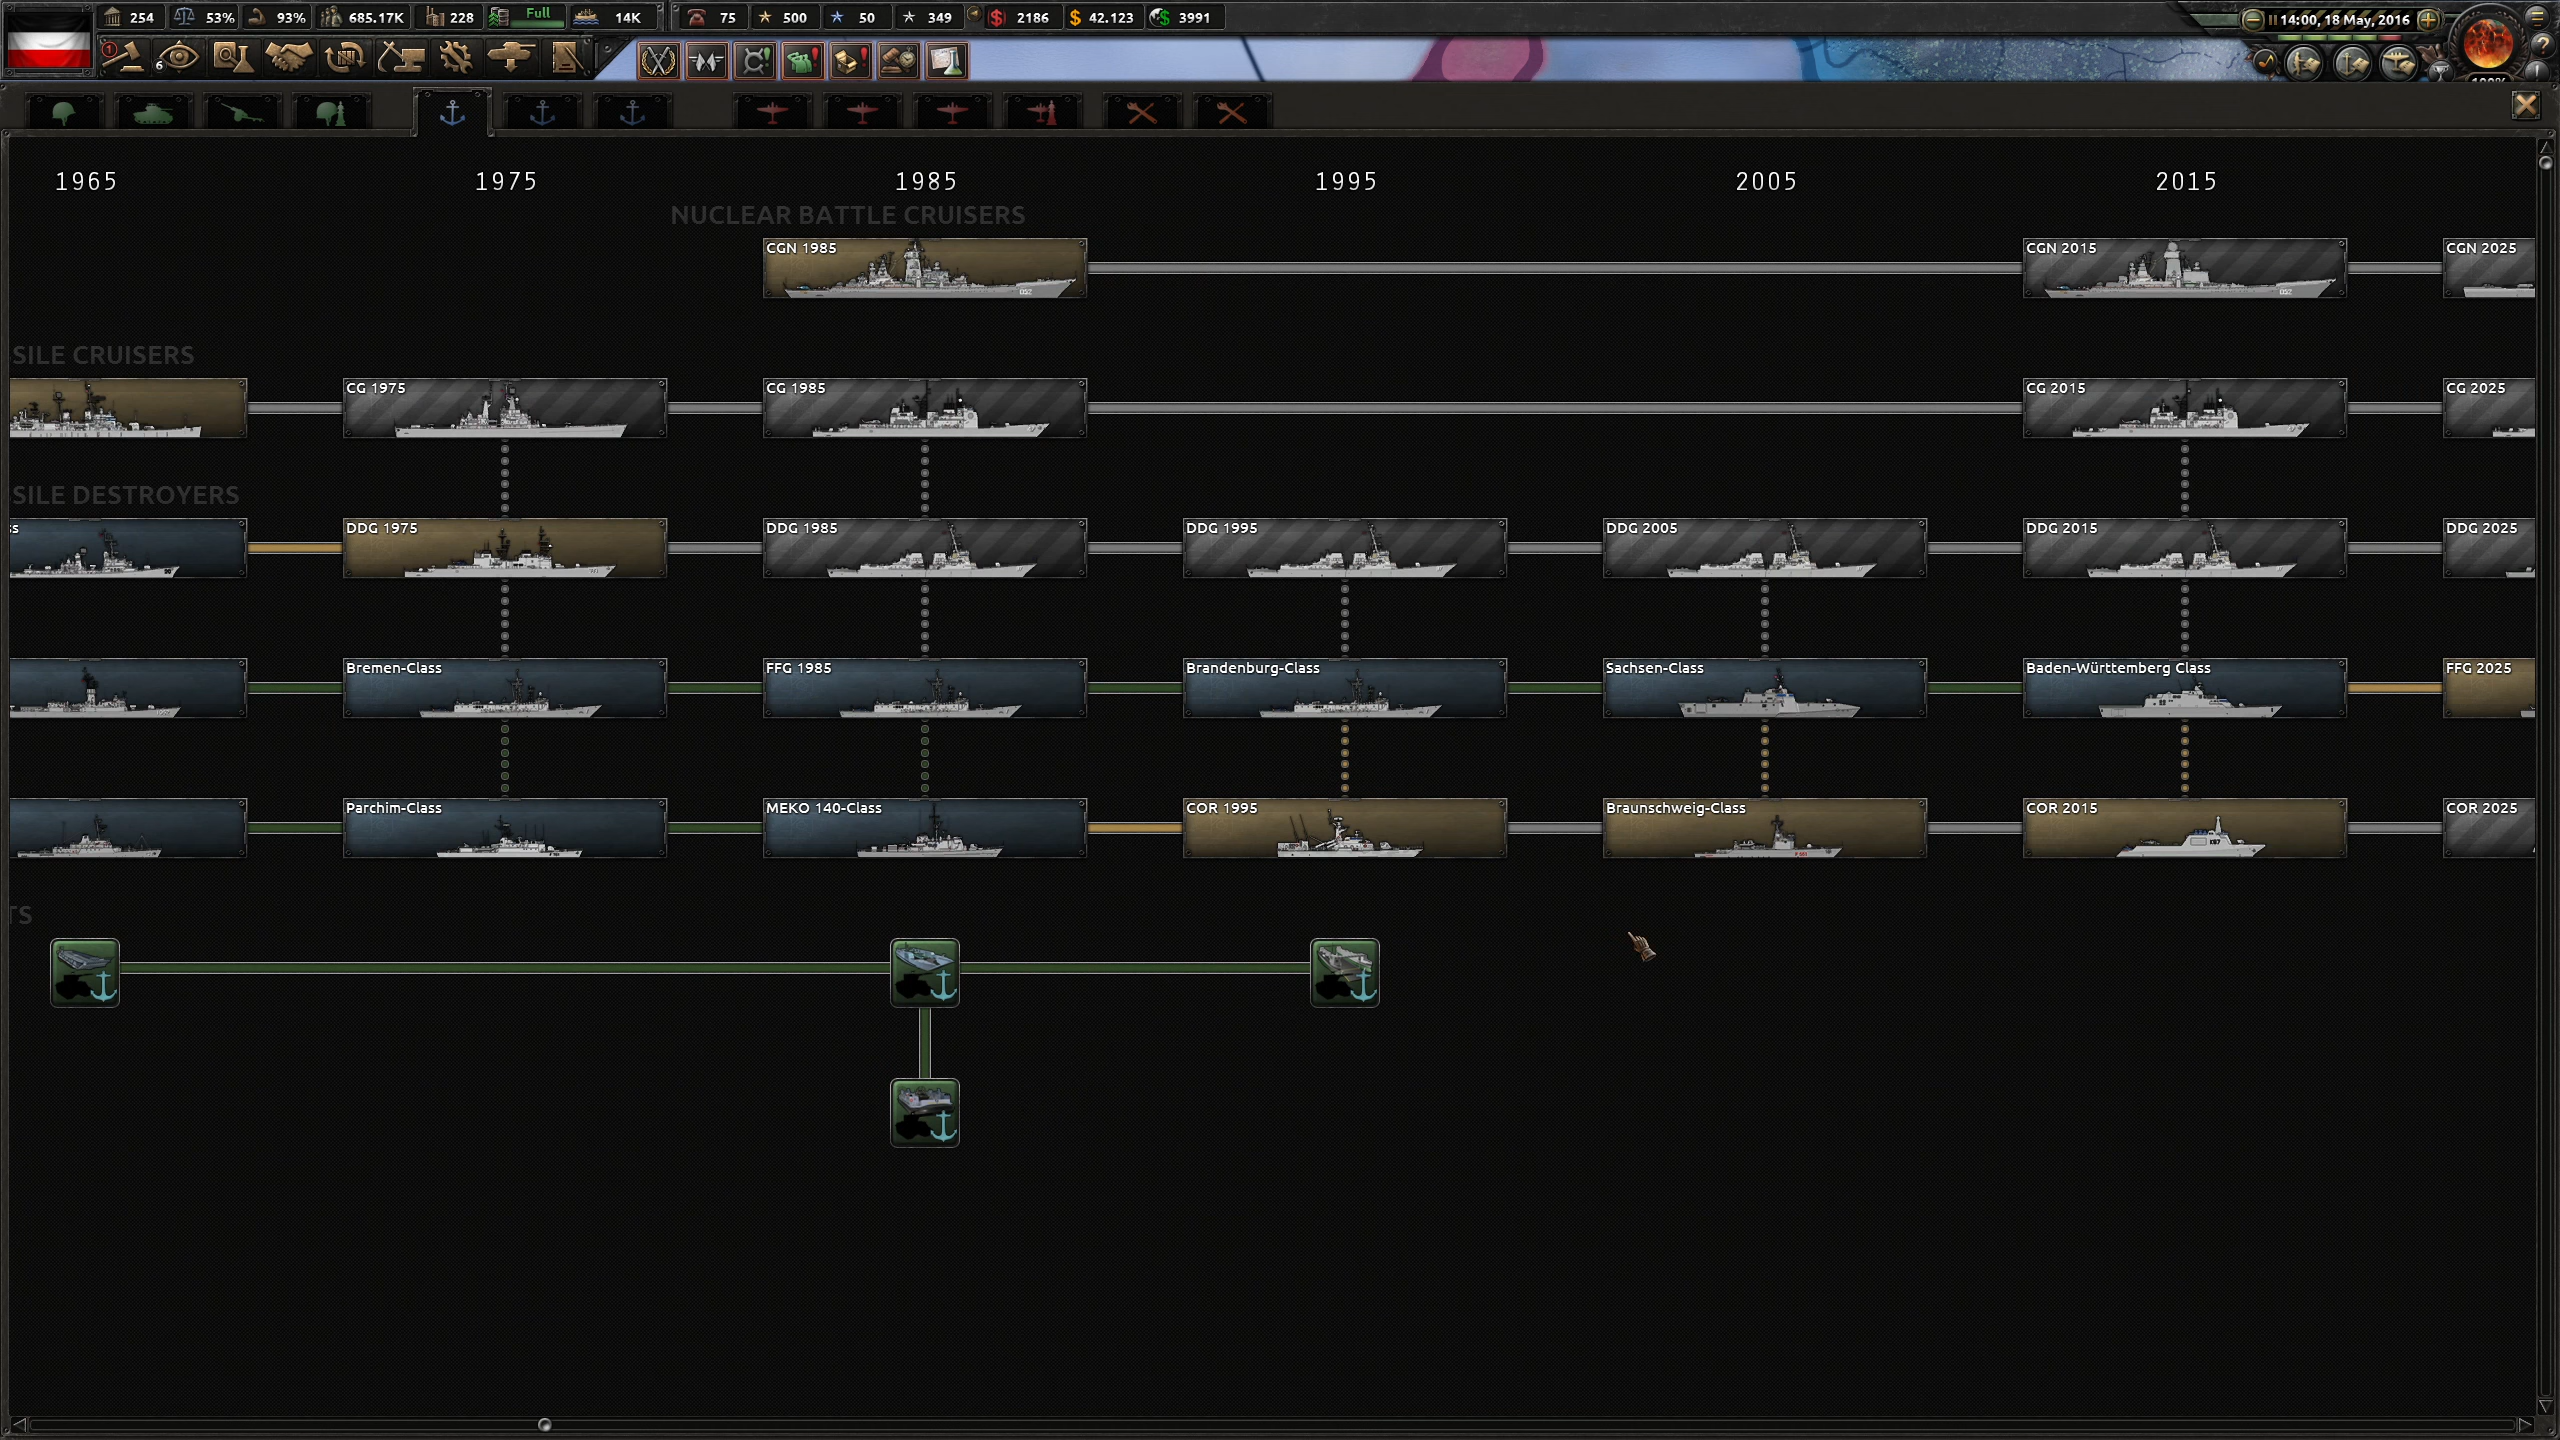 254 53% 93% 685.17K 228 Full 14K 75 500 50 349 2186 42.123 3991 14:00, 18 May, 2016
1 6
1965 1975 1985 1995 2005 2015
NUCLEAR BATTLE CRUISERS
CGN 1985 CGN 2015 CGN 2025
SILE CRUISERS
CG 1975 CG 1985 CG 2015 CG 2025
SILE DESTROYERS
ss DDG 1975 DDG 1985 DDG 1995 DDG 2005 DDG 2015 DDG 2025
Bremen-Class FFG 1985 Brandenburg-Class Sachsen-Class Baden-Württemberg Class FFG 2025
Parchim-Class MEKO 140-Class COR 1995 Braunschweig-Class COR 2015 COR 2025
TS